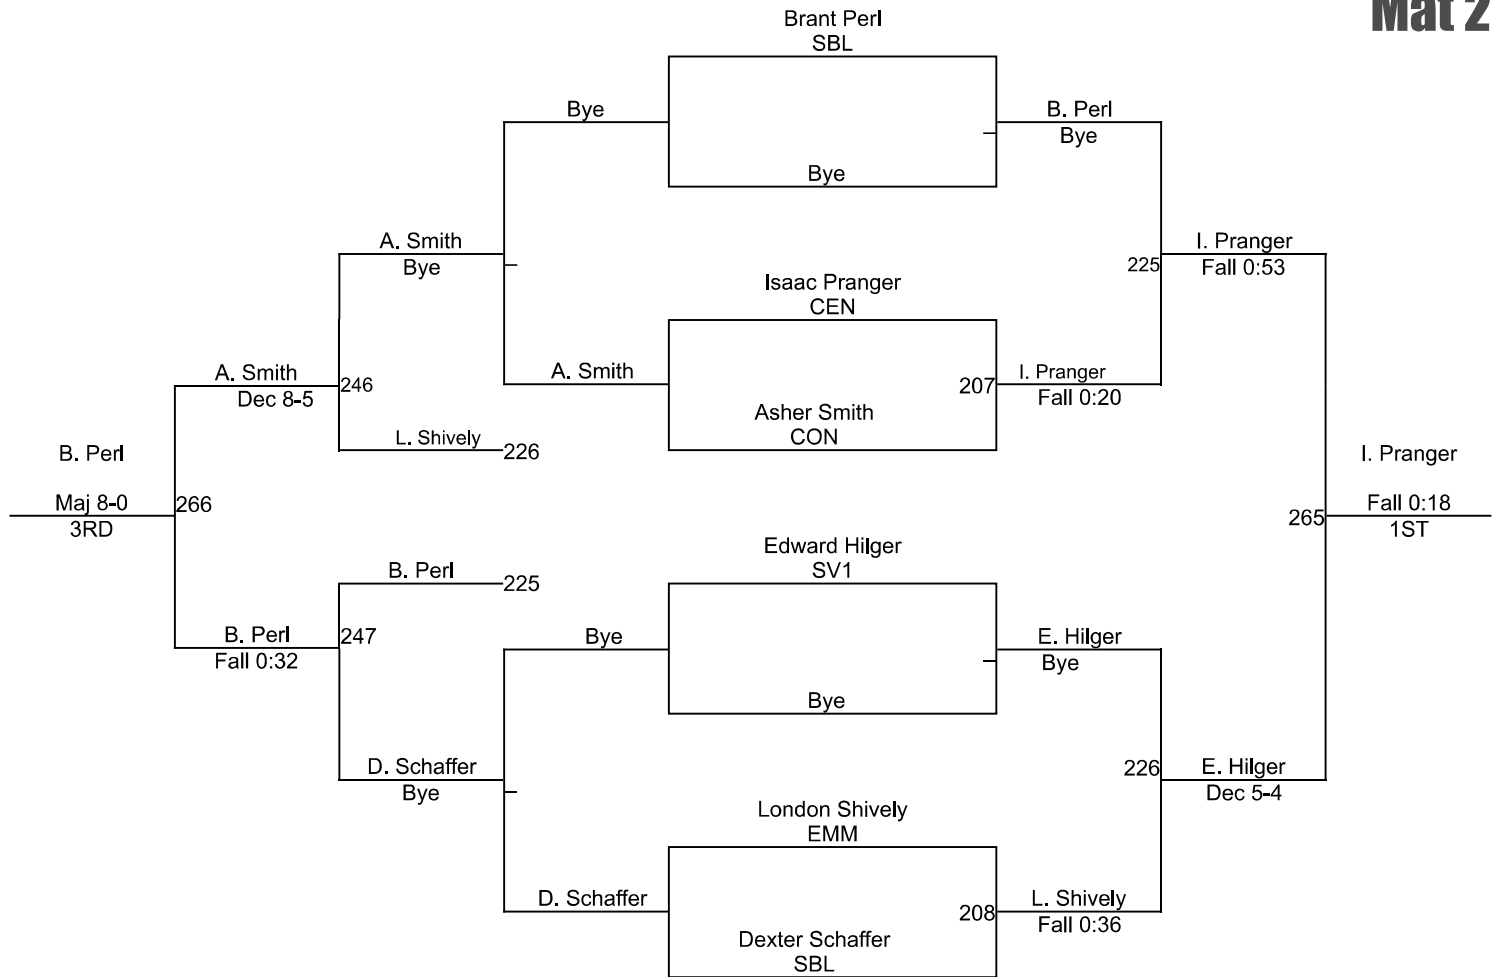 Mat 2
Brant Perl
SBL
Bye
B. Perl
Bye
Bye
A. Smith
Bye
I. Pranger
Fall 0:53
225
Isaac Pranger
CEN
A. Smith
Dec 8-5
246
A. Smith
207
I. Pranger
Fall 0:20
Asher Smith
CON
L. Shively
226
B. Perl
Maj 8-0
3RD
266
I. Pranger
Fall 0:18
1ST
265
Edward Hilger
SV1
B. Perl
225
B. Perl
Fall 0:32
247
Bye
E. Hilger
Bye
Bye
D. Schaffer
Bye
226
E. Hilger
Dec 5-4
London Shively
EMM
D. Schaffer
208
L. Shively
Fall 0:36
Dexter Schaffer
SBL